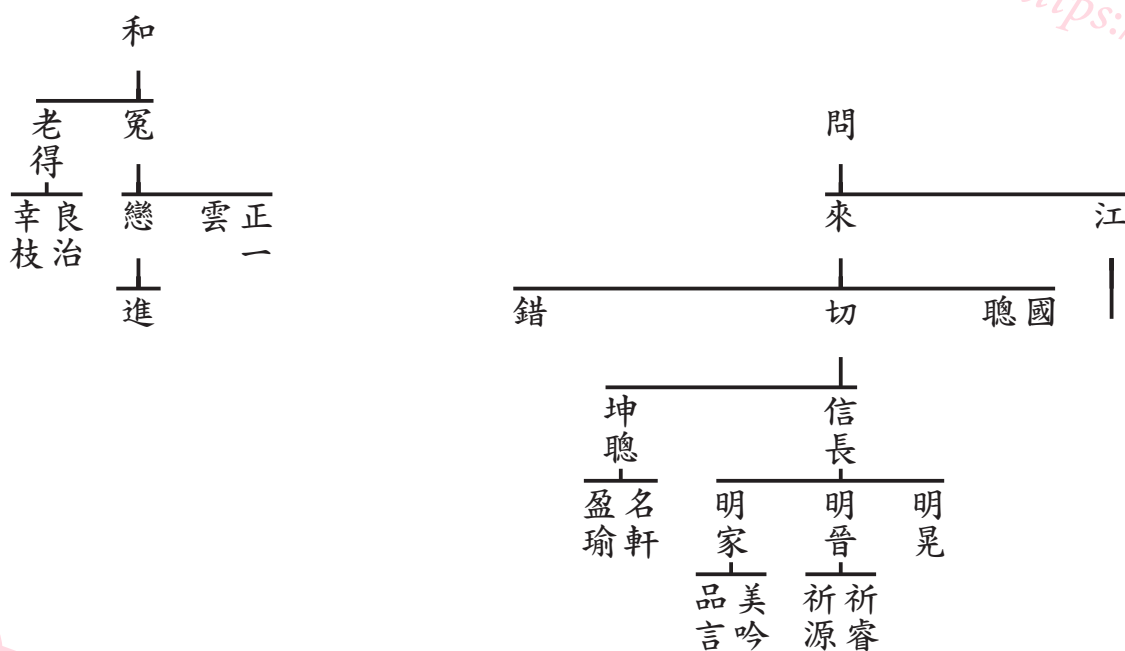 和
老得 冤
問
幸枝 良治 戀 雲 正一
來 江
進
錯 切 聰 國
坤聰 信長
盈瑜 名軒 明家 明晉 明晃
品言 美吟 祈源 祈睿
https: